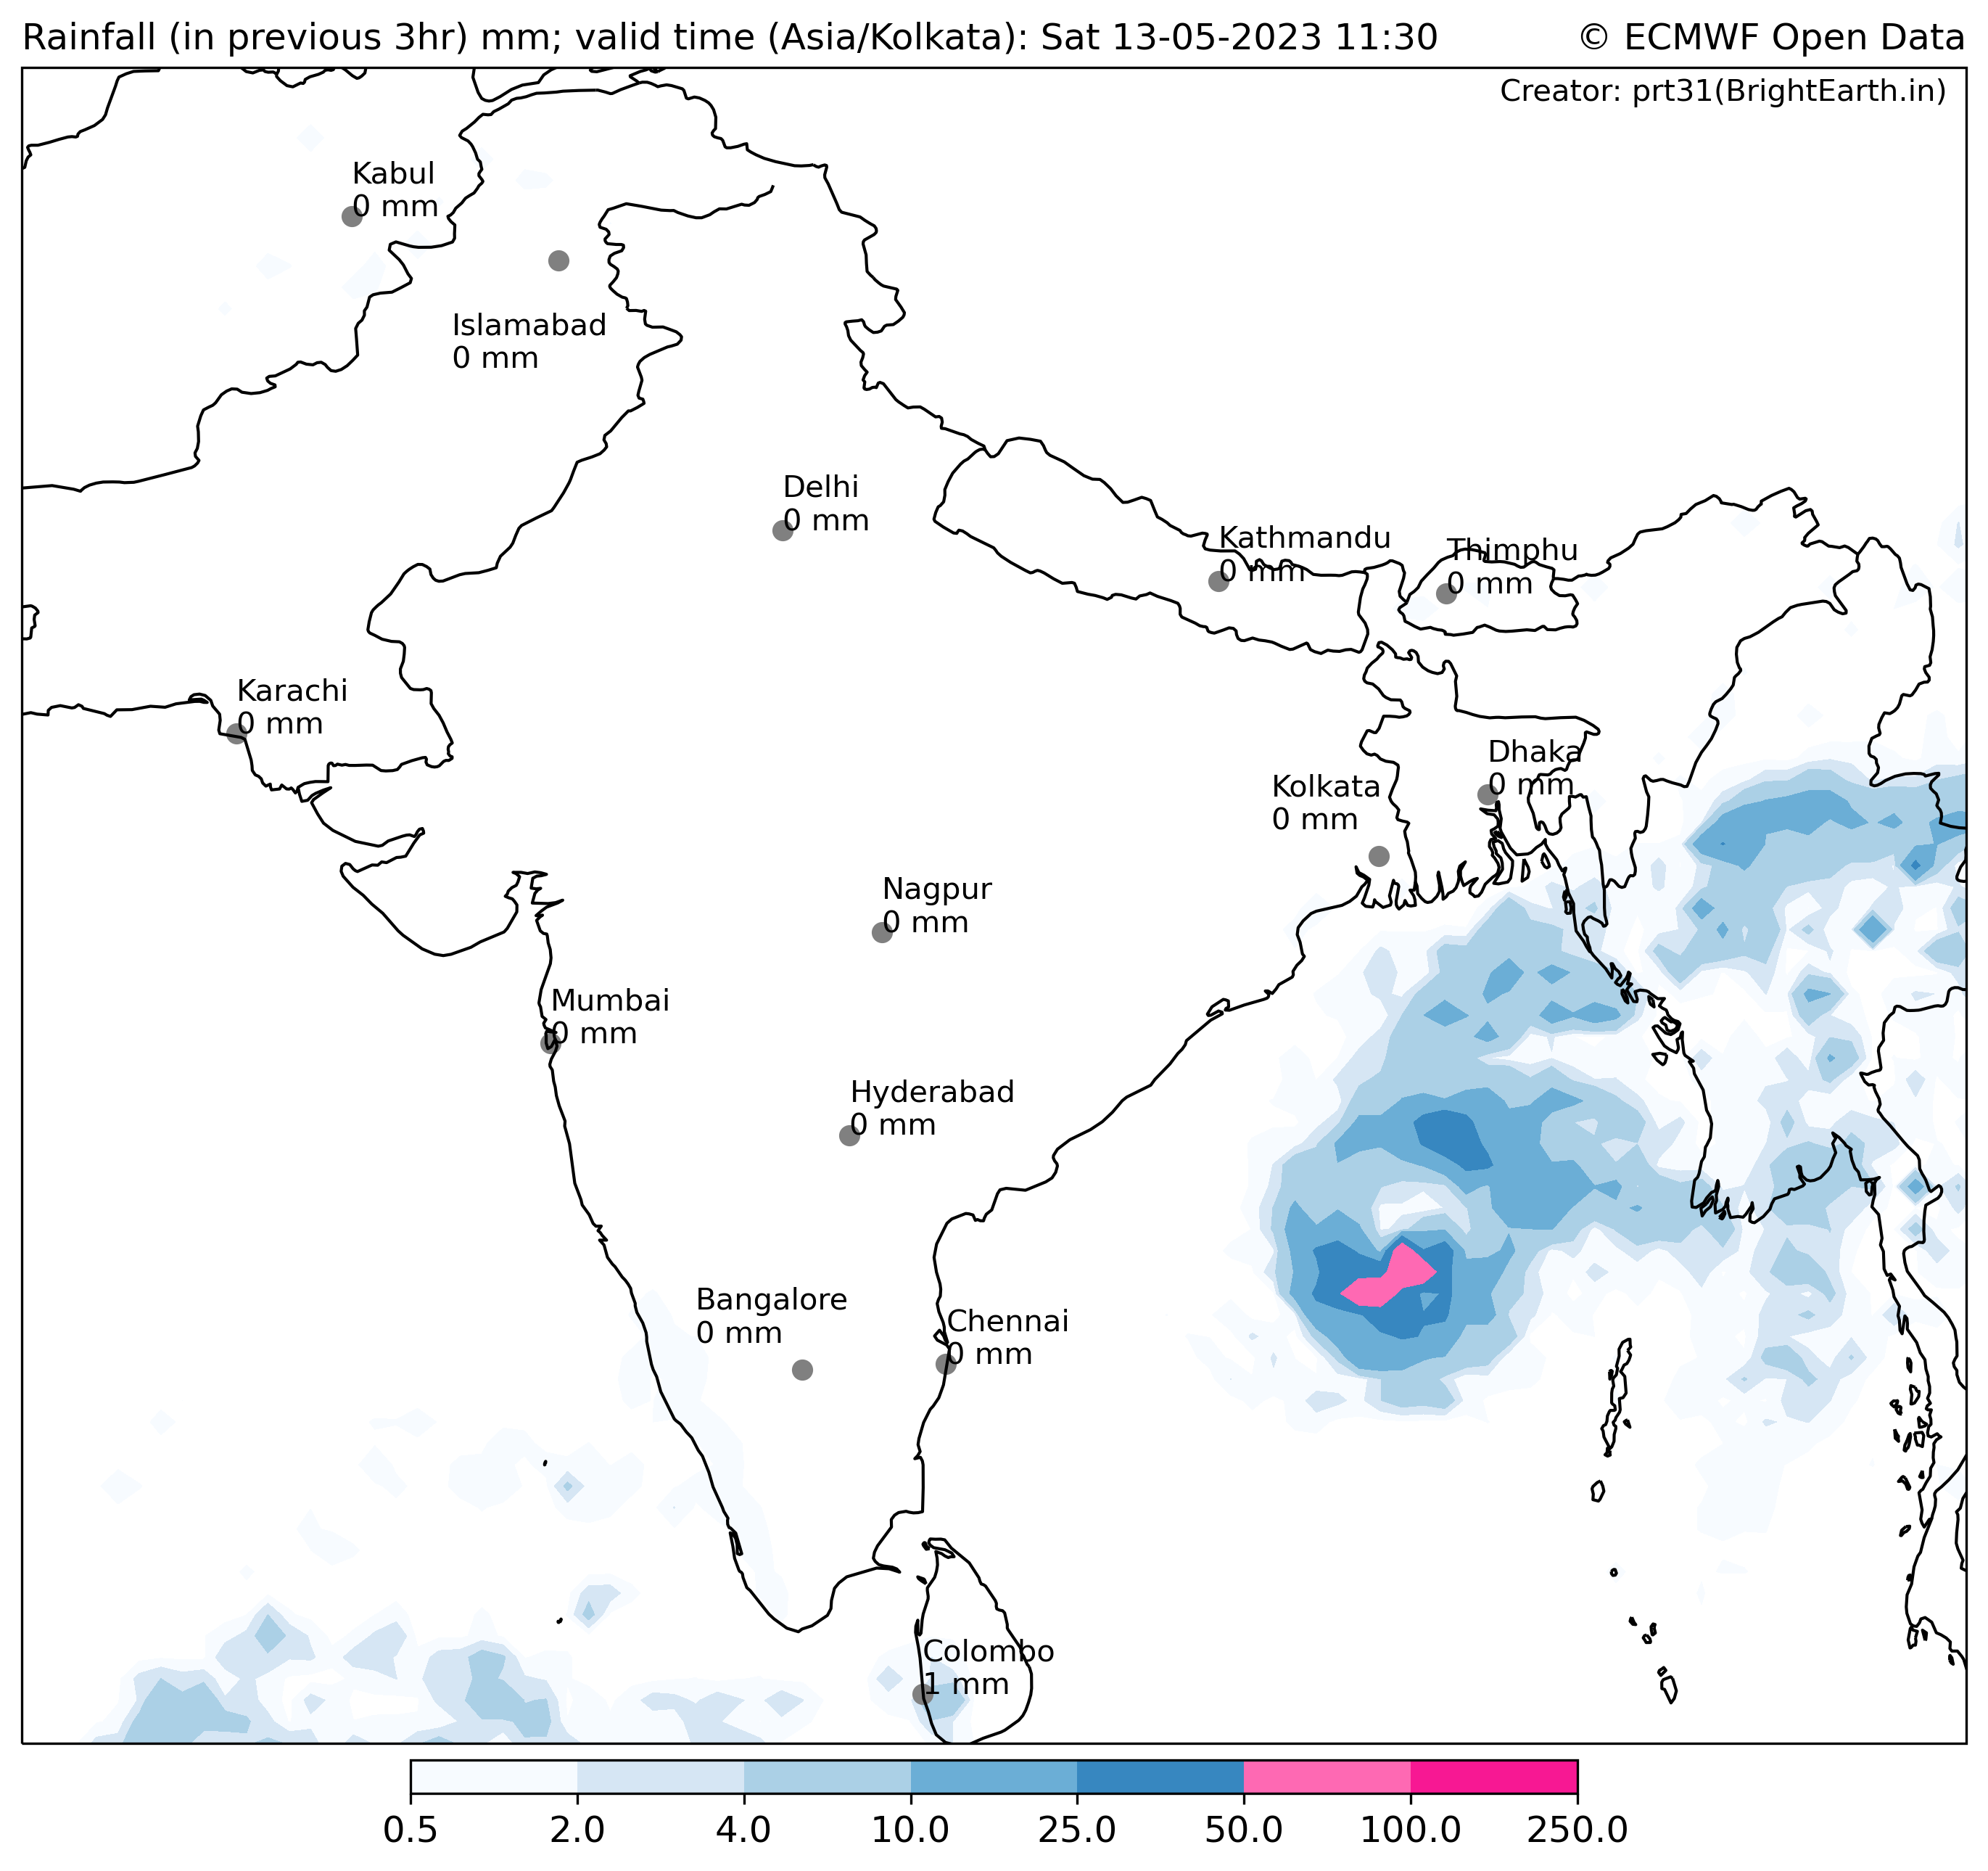 Rainfall (in previous 3hr) mm; valid time (Asia/Kolkata): Sat 13-05-2023 11:30
© ECMWF Open Data
Creator: prt31(BrightEarth.in)
Kabul
0 mm
Islamabad
0 mm
Delhi
0 mm
Kathmandu
0 mm
Thimphu
0 mm
Karachi
0 mm
Dhaka
0 mm
Kolkata
0 mm
Nagpur
0 mm
Mumbai
0 mm
Hyderabad
0 mm
Bangalore
0 mm
Chennai
0 mm
Colombo
1 mm
0.5 2.0 4.0 10.0 25.0 50.0 100.0 250.0